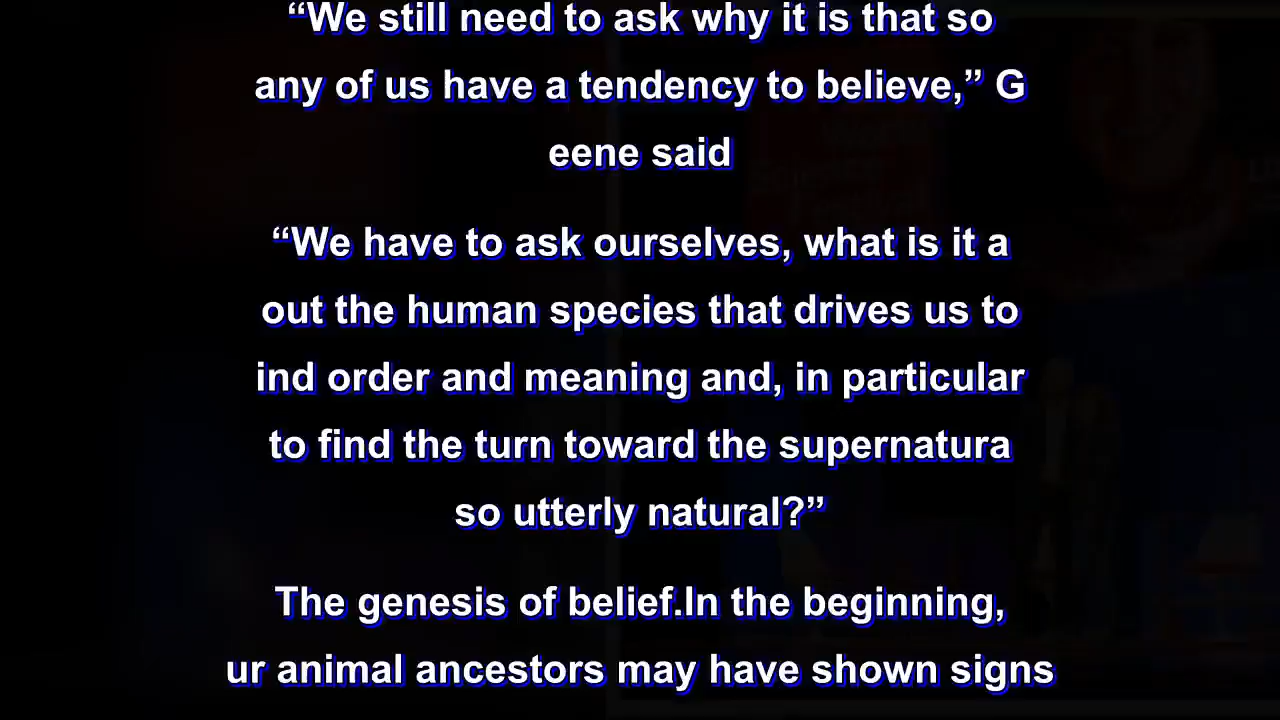 “We still need to ask why it is that so
any of us have a tendency to believe,” G
eene said
“We have to ask ourselves, what is it a
out the human species that drives us to
ind order and meaning and, in particular
to find the turn toward the supernatura
so utterly natural?”
The genesis of belief.In the beginning,
ur animal ancestors may have shown signs